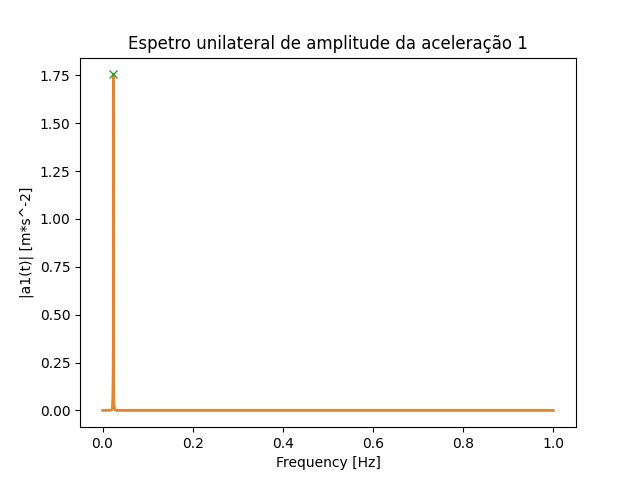 Espetro unilateral de amplitude da aceleração 1
|a1(t)| [m*s^-2]
1.75
1.50
1.25
1.00
0.75
0.50
0.25
0.00
0.0 0.2 0.4 0.6 0.8 1.0
Frequency [Hz]